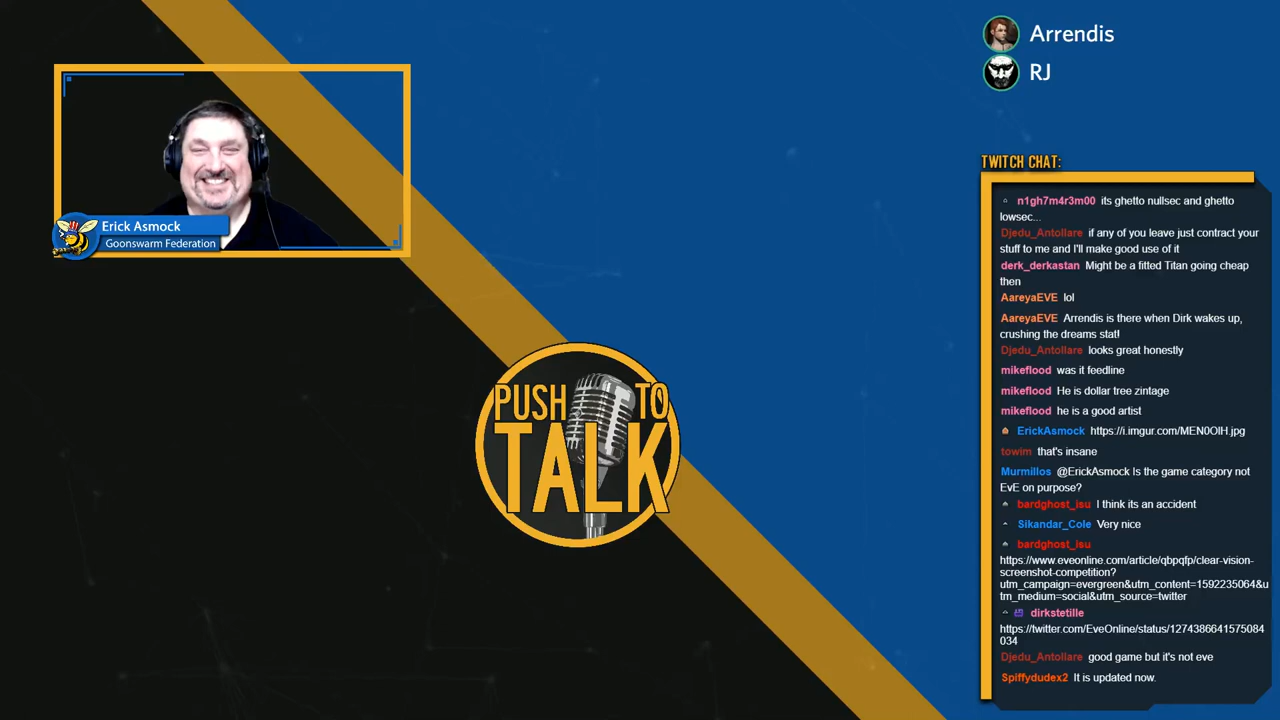 Arrendis
RJ
Erick Asmock
Goonswarm Federation
PUSH TO
TALK
TWITCH CHAT:
n1gh7m4r3m00 its ghetto nullsec and ghetto
lowsec...
Djedu_Antollare if any of you leave just contract your
stuff to me and I'll make good use of it
derk_derkastan Might be a fitted Titan going cheap
then
AareyaEVE lol
AareyaEVE Arrendis is there when Dirk wakes up,
crushing the dreams stat!
Djedu_Antollare looks great honestly
mikeflood was it feedline
mikeflood He is dollar tree zintage
mikeflood he is a good artist
ErickAsmock https://i.imgur.com/MEN0OlH.jpg
towim that's insane
Murmillos @ErickAsmock Is the game category not
EvE on purpose?
bardghost_isu I think its an accident
Sikandar_Cole Very nice
bardghost_isu
https://www.eveonline.com/article/qbpqfp/clear-vision-
screenshot-competition?
utm_campaign=evergreen&utm_content=1592235064&u
tm_medium=social&utm_source=twitter
dirkstetille
https://twitter.com/EveOnline/status/1274386641575084
034
Djedu_Antollare good game but it's not eve
Spiffydudex2 It is updated now.